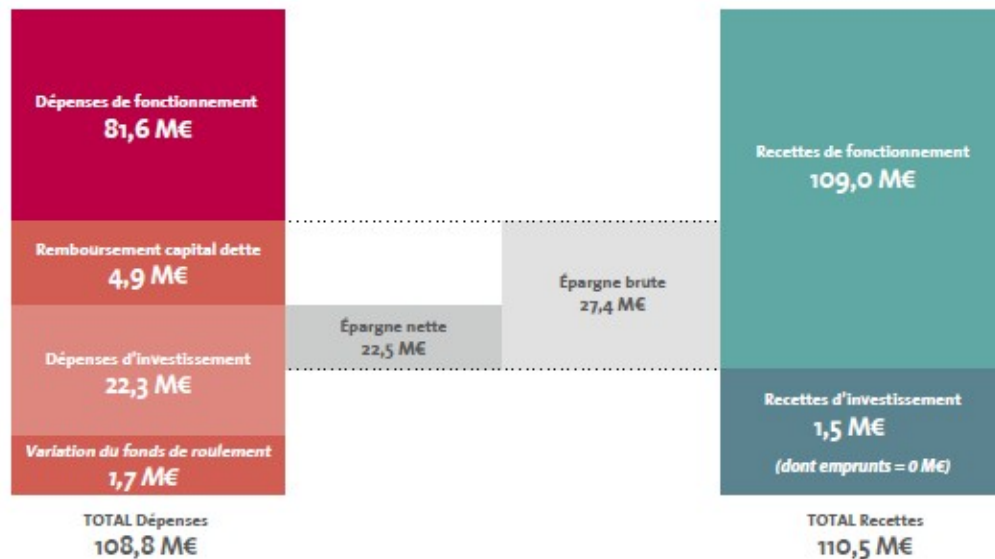 Dépenses de fonctionnement
81,6 M€
Remboursement capital dette
4,9 M€
Dépenses d'investissement
22,3 M€
Variation du fonds de roulement
1,7 M€
TOTAL Dépenses
108,8 M€
Épargne nette
22,5 M€
Épargne brute
27,4 M€
Recettes de fonctionnement
109,0 M€
Recettes d'investissement
1,5 M€
(dont emprunts = 0 M€)
TOTAL Recettes
110,5 M€